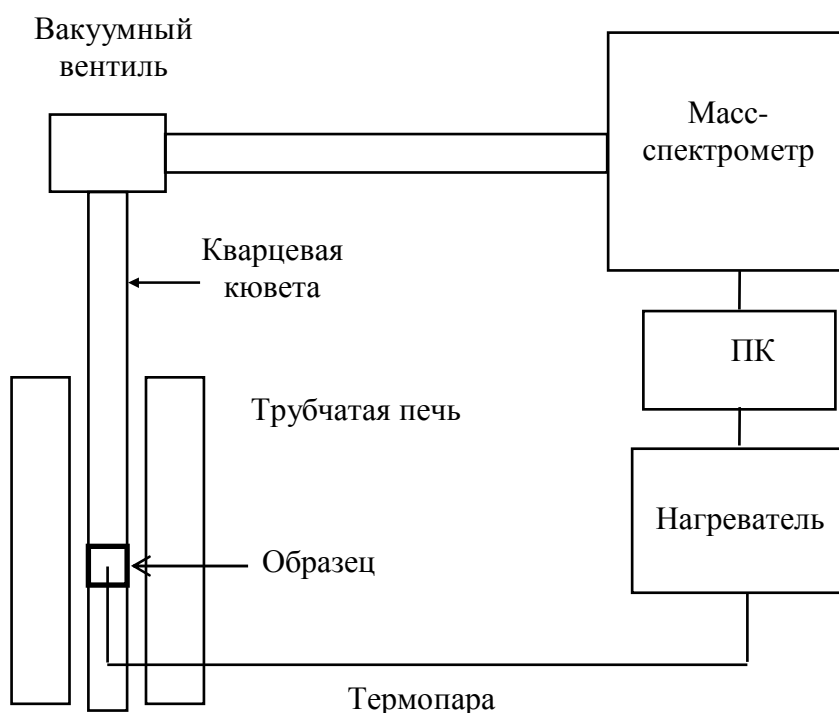 Вакуумный
вентиль
Масс-
спектрометр
Кварцевая
кювета
ПК
Трубчатая печь
Нагреватель
Образец
Термопара